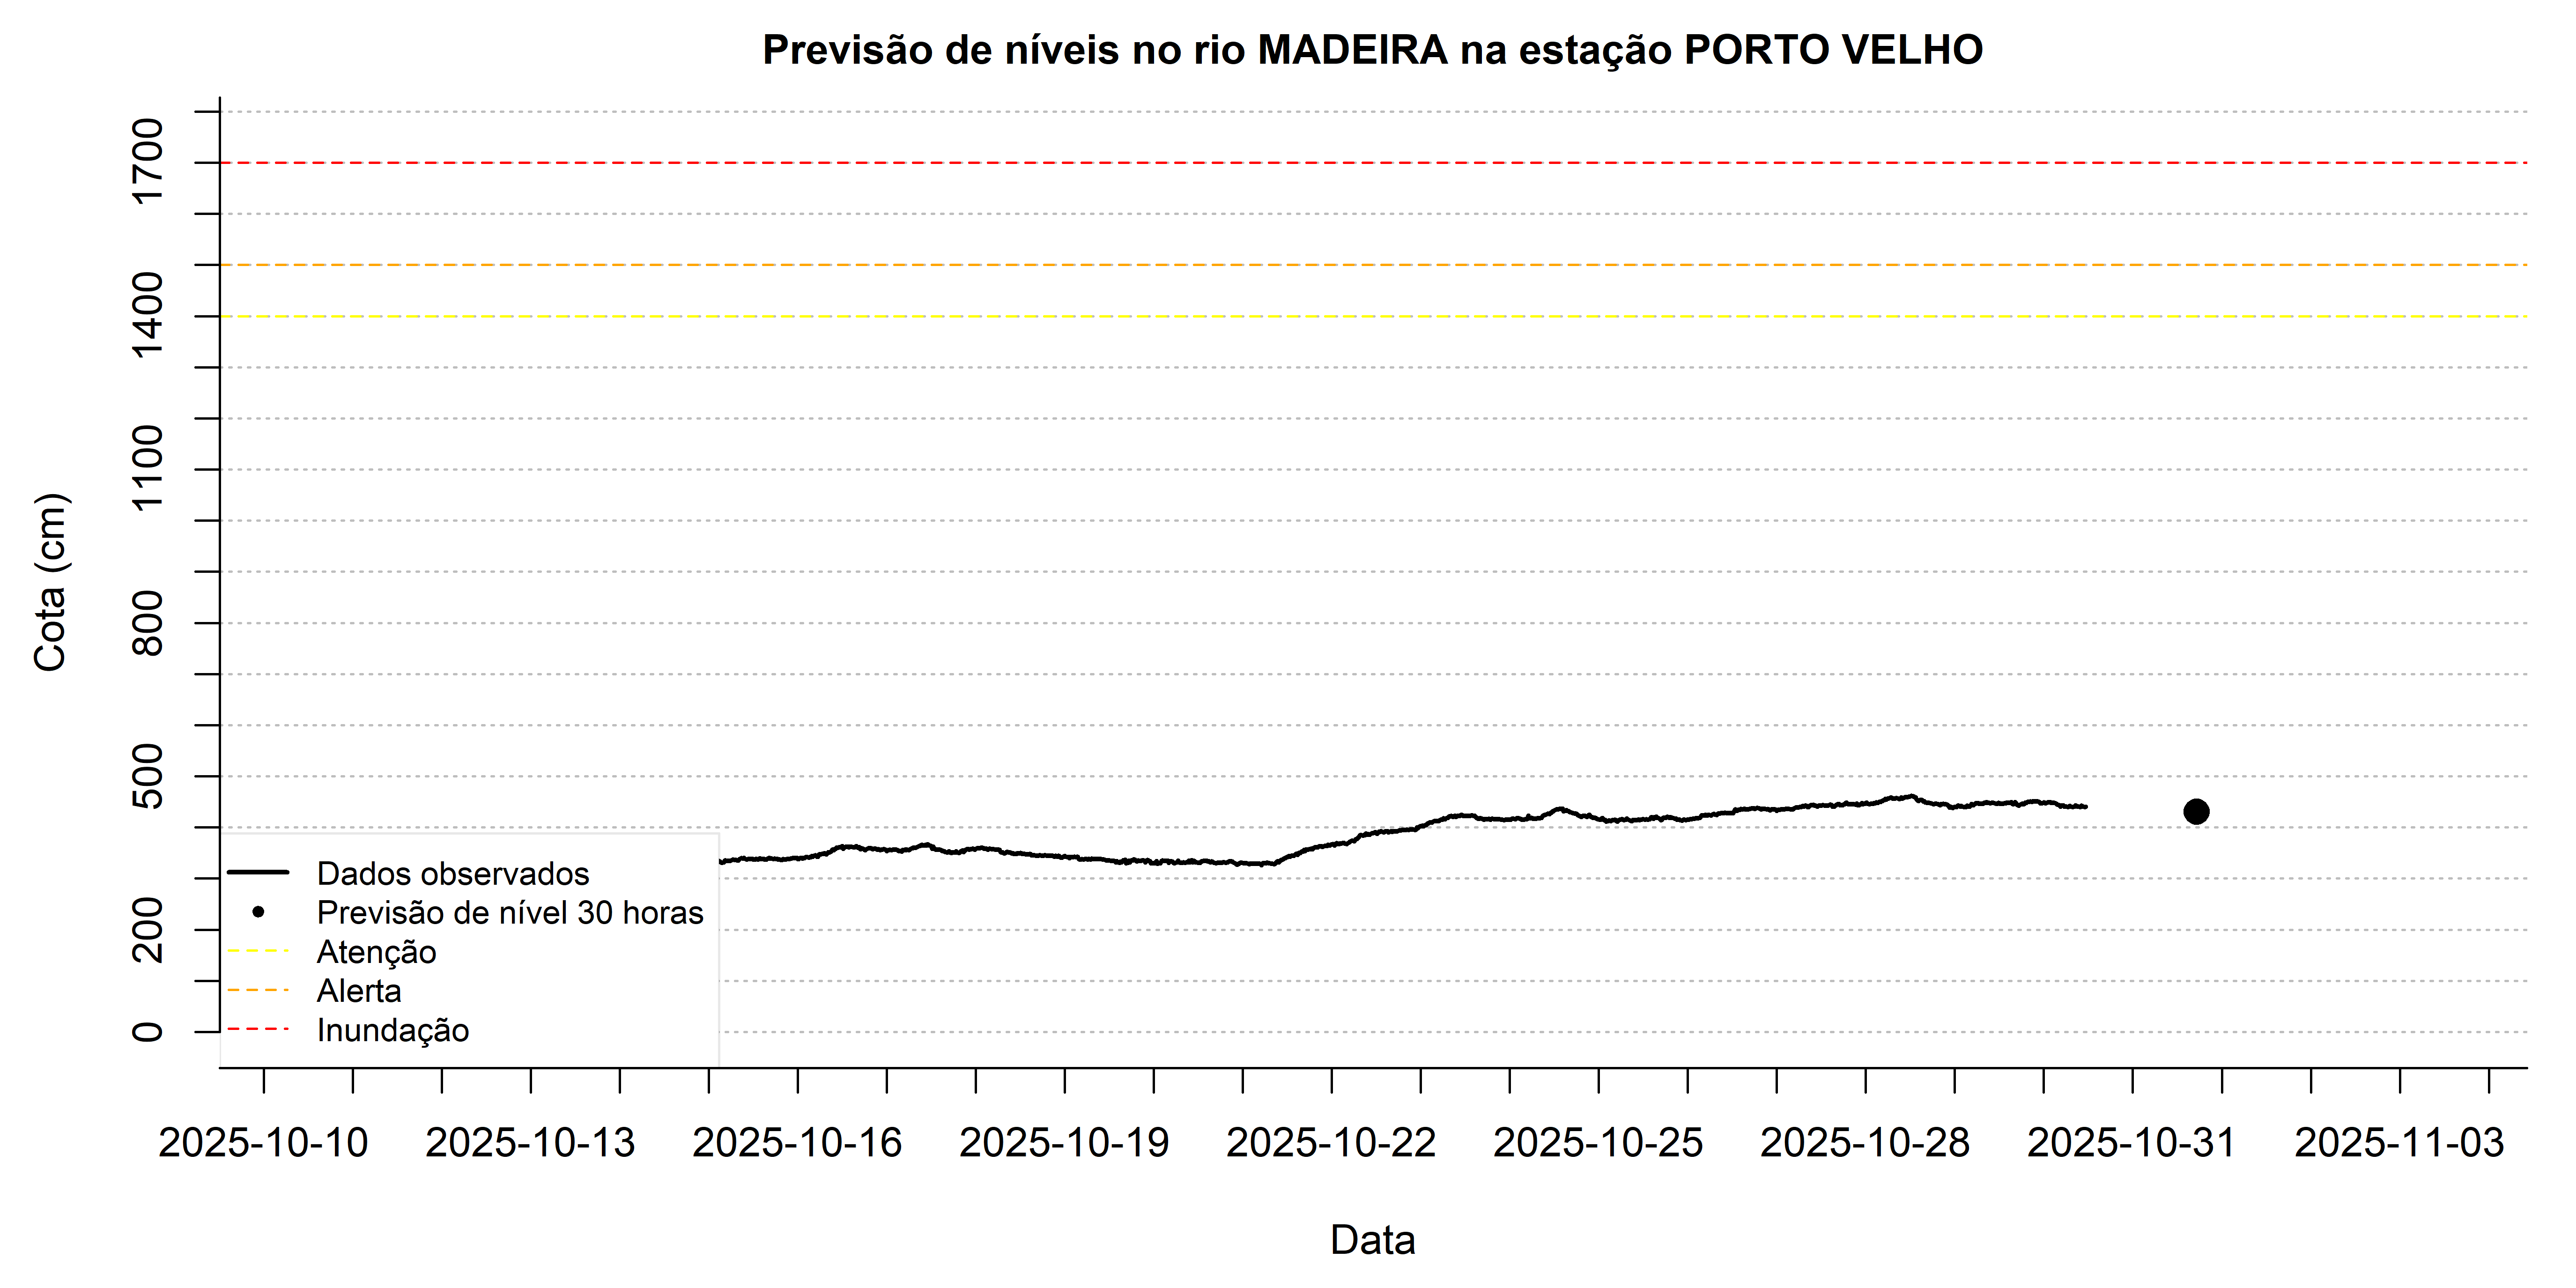 Previsão de níveis no rio MADEIRA na estação PORTO VELHO
Cota (cm)
1700
1400
1100
800
500
200
0
Dados observados
Previsão de nível 30 horas
Atenção
Alerta
Inundação
2025-10-10 2025-10-13 2025-10-16 2025-10-19 2025-10-22 2025-10-25 2025-10-28 2025-10-31 2025-11-03
Data